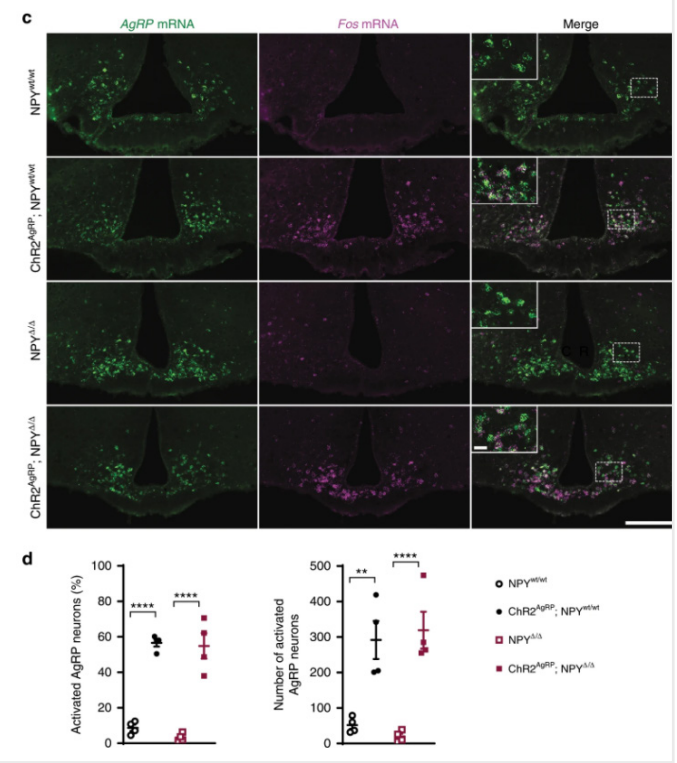 c
AgRP mRNA
Fos mRNA
Merge
NPYwt/wt
ChR2AgRP; NPYwt/wt
NPYΔ/Δ
ChR2AgRP; NPYΔ/Δ
d
Activated AgRP neurons (%)
100
80
60
40
20
0
****
****
Number of activated
AgRP neurons
500
400
300
200
100
0
**
****
NPYwt/wt
ChR2AgRP; NPYwt/wt
NPYΔ/Δ
ChR2AgRP; NPYΔ/Δ